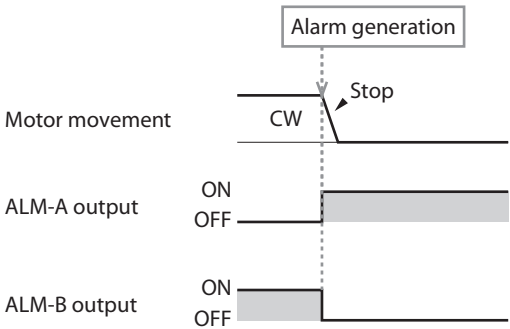 Alarm generation
Stop
Motor movement
CW
ON
ALM-A output
OFF
ON
ALM-B output
OFF